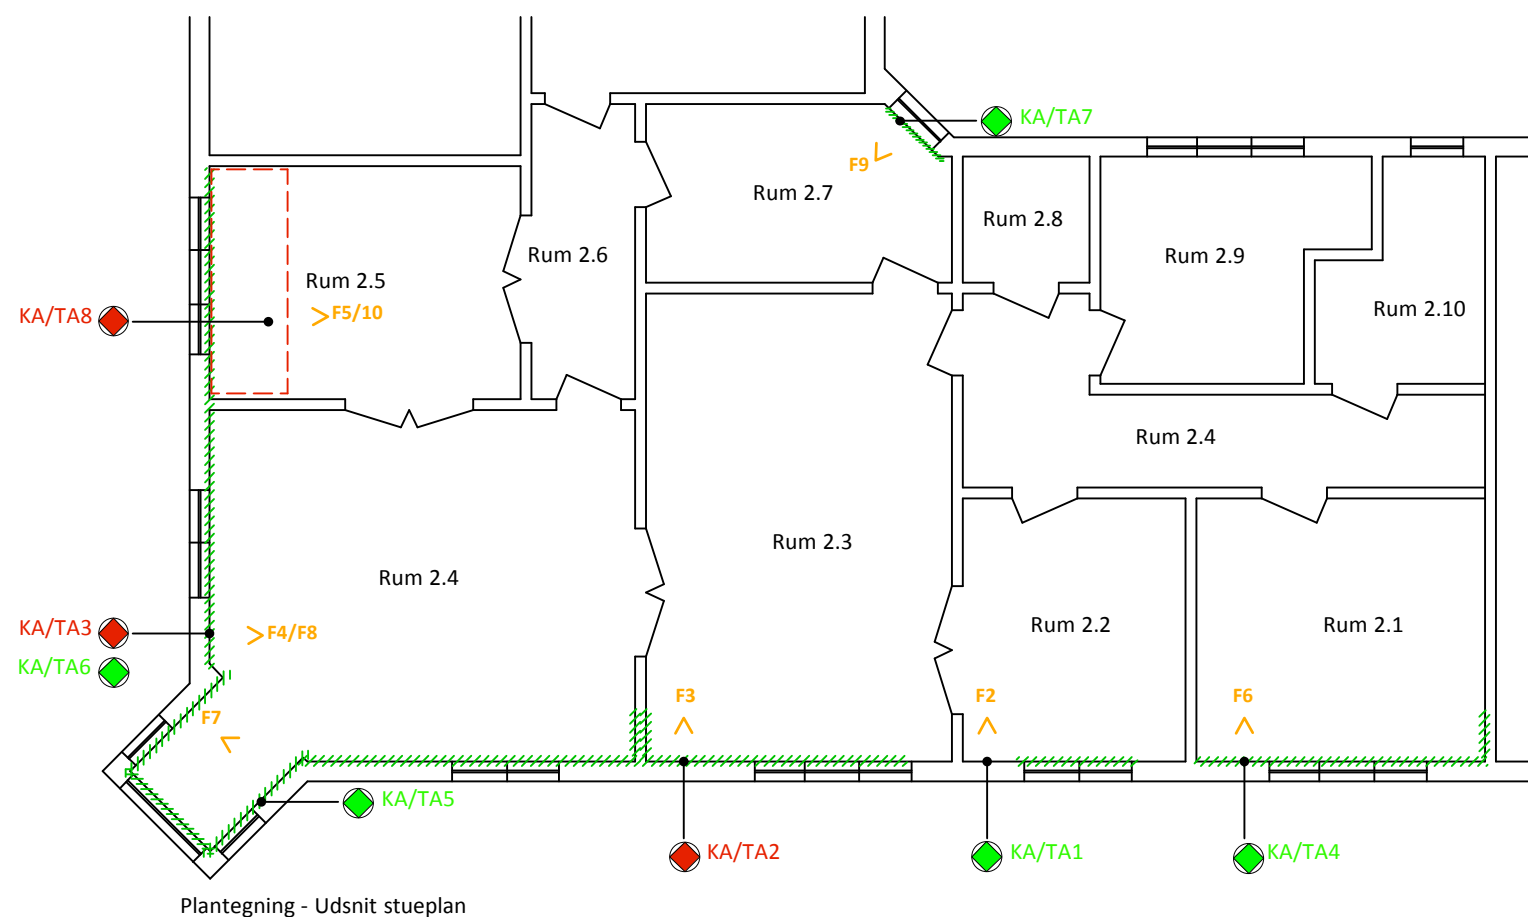 KA/TA7
F9
Rum 2.7
Rum 2.8
Rum 2.6
Rum 2.9
Rum 2.5
KA/TA8
F5/10
Rum 2.10
Rum 2.4
Rum 2.3
Rum 2.4
Rum 2.2
Rum 2.1
KA/TA3
F4/F8
KA/TA6
F7
F3
F2
F6
KA/TA5
KA/TA2
KA/TA1
KA/TA4
Plantegning - Udsnit stueplan